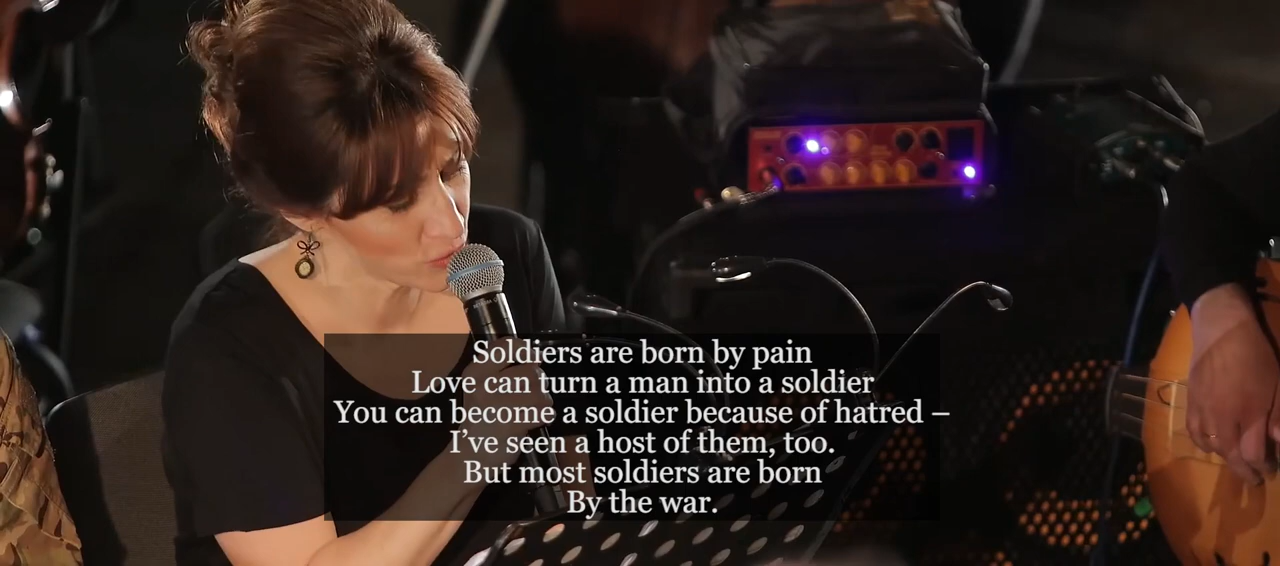 Soldiers are born by pain
Love can turn a man into a soldier
You can become a soldier because of hatred –
I’ve seen a host of them, too.
But most soldiers are born
By the war.